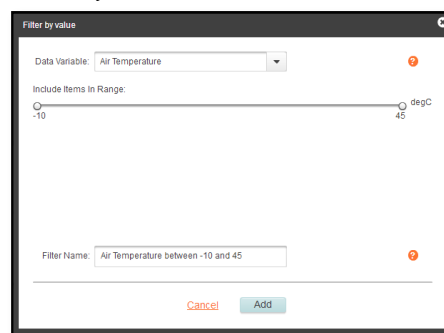 Filter by value
Data Variable: Air Temperature ?
Include Items In Range:
degC
-10 45
Filter Name: Air Temperature between -10 and 45 ?
Cancel Add